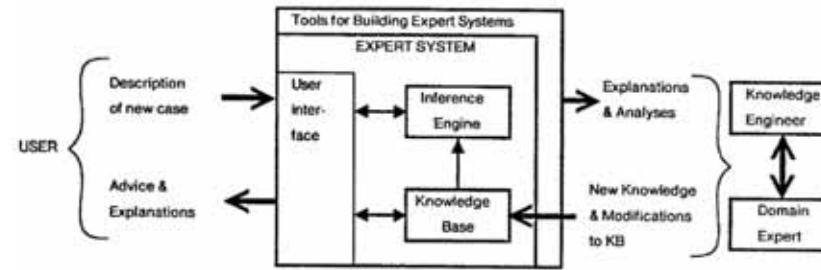 Tools for Building Expert Systems
EXPERT SYSTEM
USER
Description
of new case
Advice &
Explanations
User
inter-
face
Inference
Engine
Knowledge
Base
Explanations
& Analyses
New Knowledge
& Modifications
to KB
Knowledge
Engineer
Domain
Expert